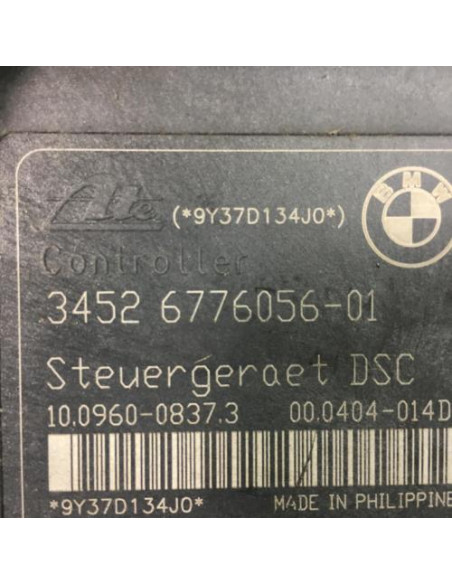 Ate (*9Y37D134J0*)
BMW
Controller
3452 6776056-01
Steuergeraet DSC
10.0960-0837.3 00.0404-014D
*9Y37D134J0* MADE IN PHILIPPINE